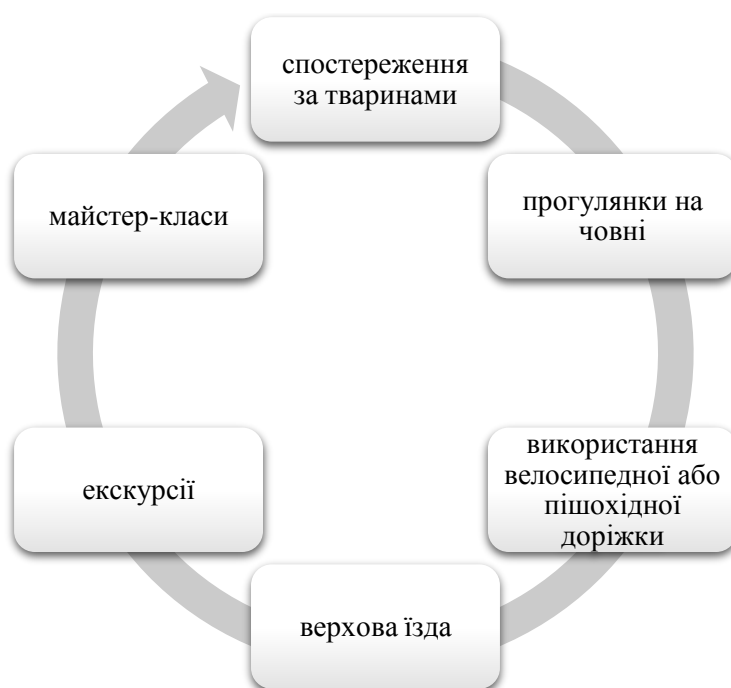 спостереження
за тваринами
прогулянки на
човні
використання
велосипедної або
пішохідної
доріжки
верхова їзда
екскурсії
майстер-класи